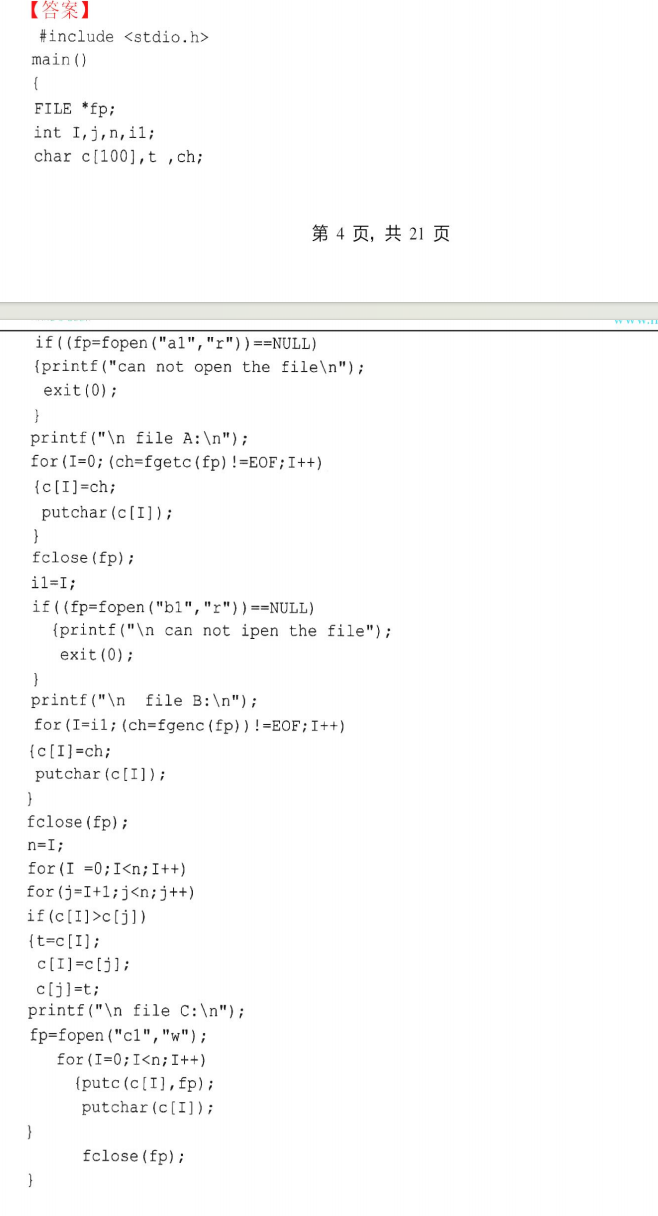 【答案】
#include <stdio.h>
main()
{
FILE *fp;
int I,j,n,i1;
char c[100],t ,ch;
第 4 页, 共 21 页
if((fp=fopen("a1","r"))==NULL)
{printf("can not open the file\n");
exit(0);
}
printf("\n file A:\n");
for(I=0;(ch=fgetc(fp)!=EOF;I++)
{c[I]=ch;
putchar(c[I]);
}
fclose(fp);
i1=I;
if((fp=fopen("b1","r"))==NULL)
{printf("\n can not ipen the file");
exit(0);
}
printf("\n  file B:\n");
for(I=i1;(ch=fgenc(fp))!=EOF;I++)
{c[I]=ch;
putchar(c[I]);
}
fclose(fp);
n=I;
for(I =0;I<n;I++)
for(j=I+1;j<n;j++)
if(c[I]>c[j])
{t=c[I];
c[I]=c[j];
c[j]=t;
printf("\n file C:\n");
fp=fopen("c1","w");
for(I=0;I<n;I++)
{putc(c[I],fp);
putchar(c[I]);
}
fclose(fp);
}